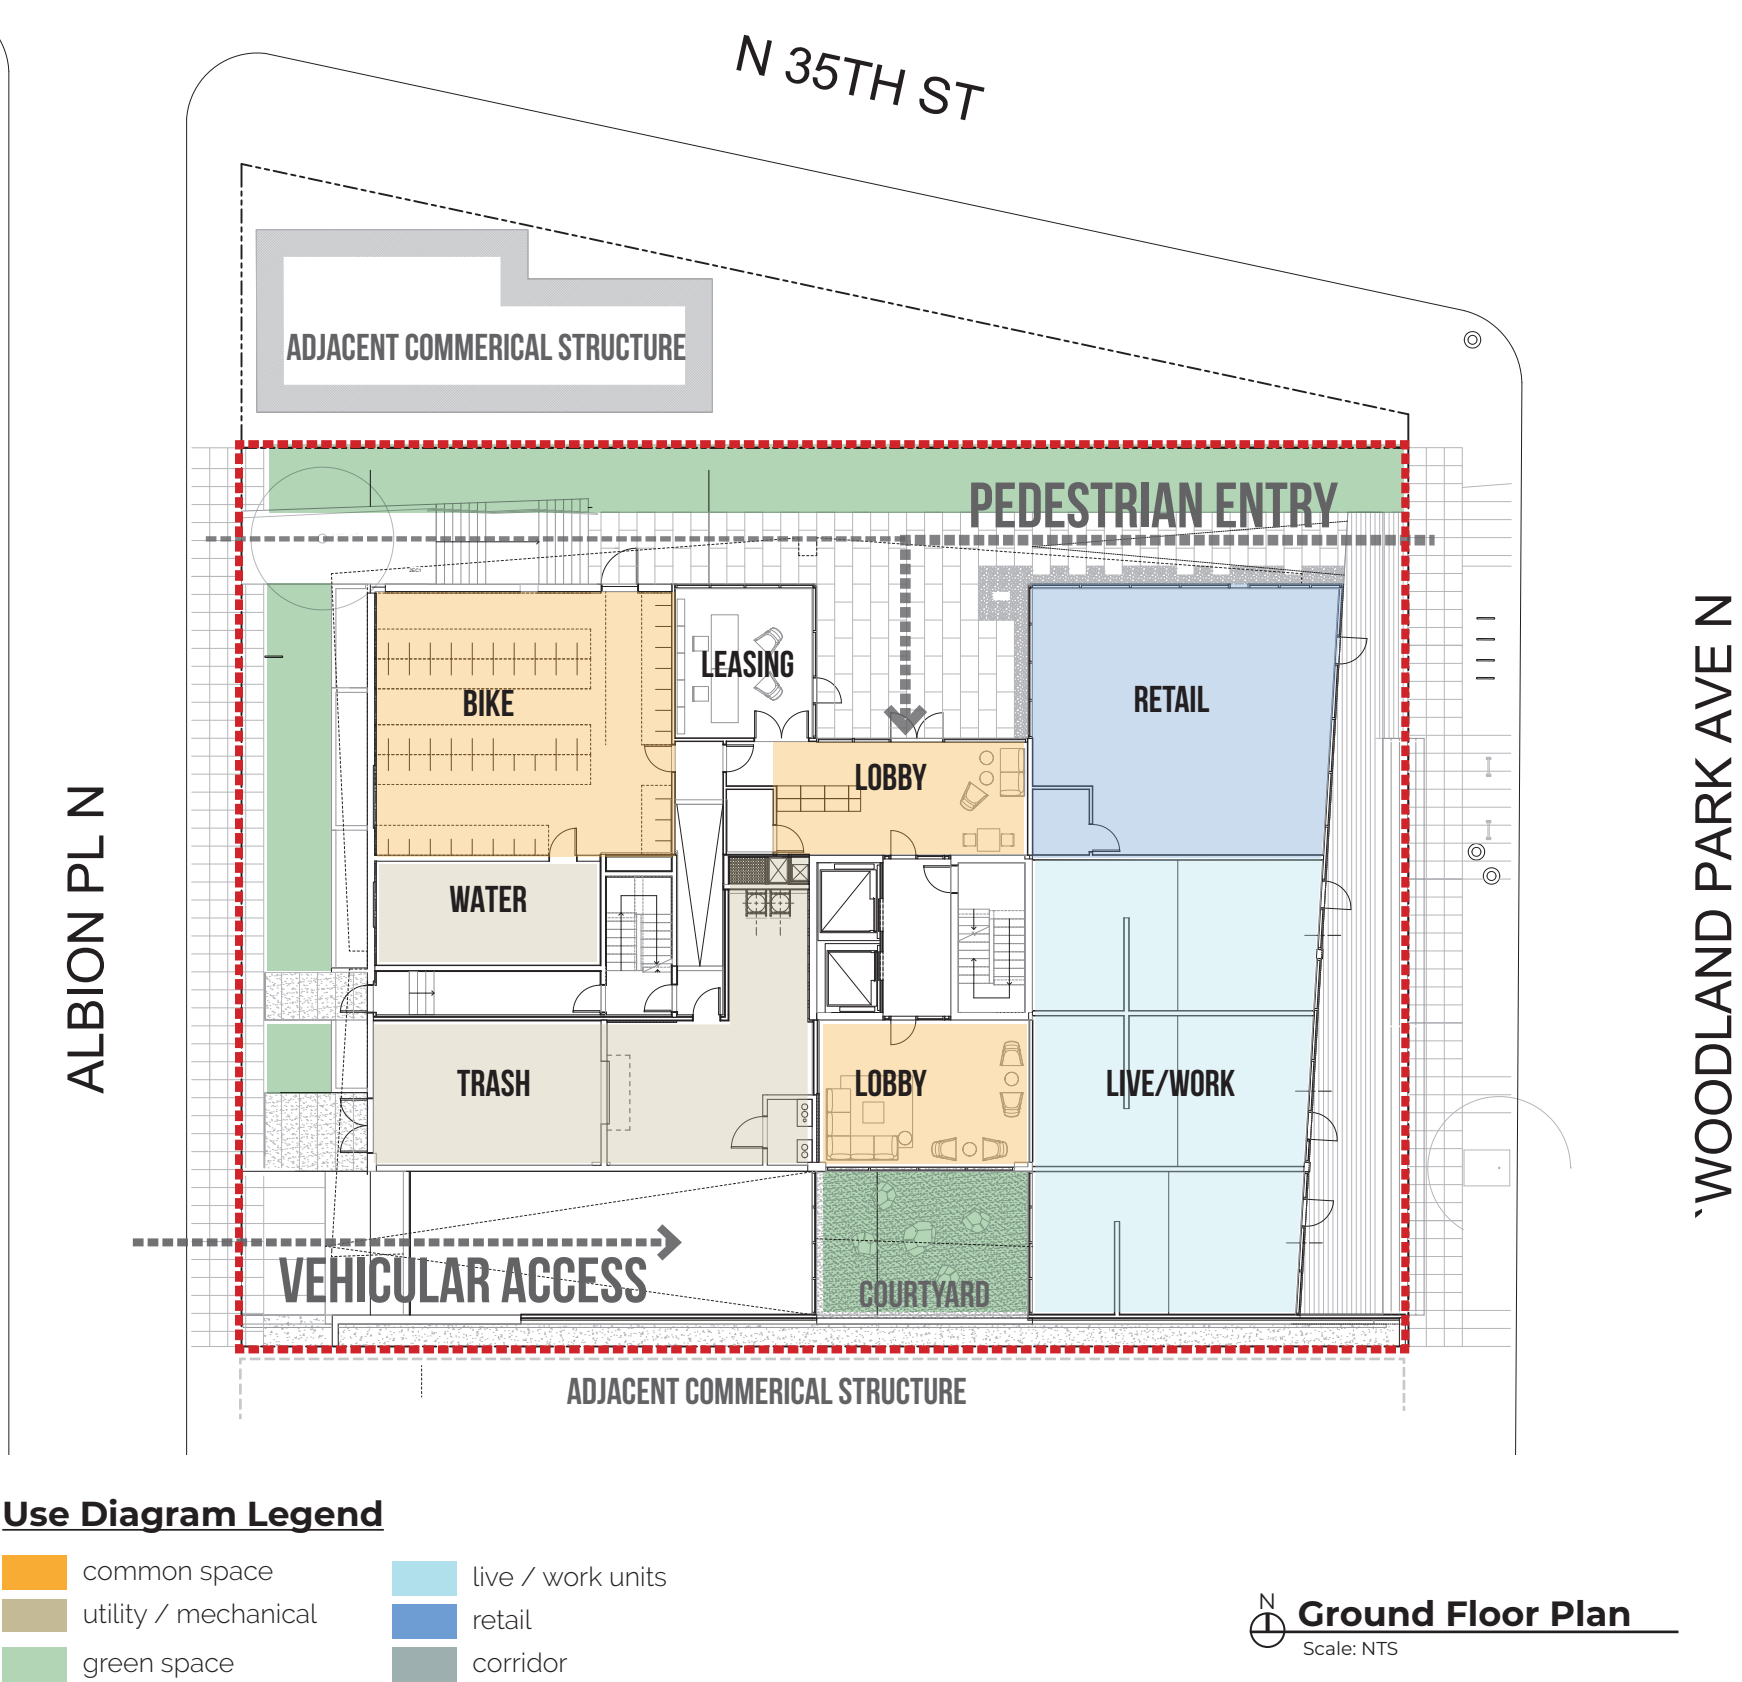 N 35TH ST
ADJACENT COMMERICAL STRUCTURE
PEDESTRIAN ENTRY
LEASING
BIKE
RETAIL
LOBBY
WATER
ALBION PL N
`WOODLAND PARK AVE N
TRASH
LOBBY
LIVE/WORK
VEHICULAR ACCESS
COURTYARD
ADJACENT COMMERICAL STRUCTURE
Use Diagram Legend
common space
utility / mechanical
green space
live / work units
retail
corridor
N
Ground Floor Plan
Scale: NTS